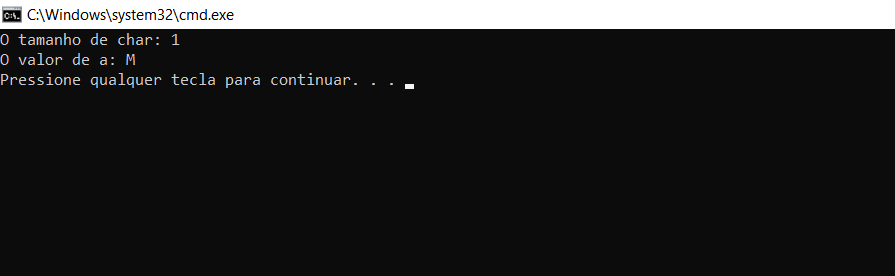 C:\Windows\system32\cmd.exe
O tamanho de char: 1
O valor de a: M
Pressione qualquer tecla para continuar. . .